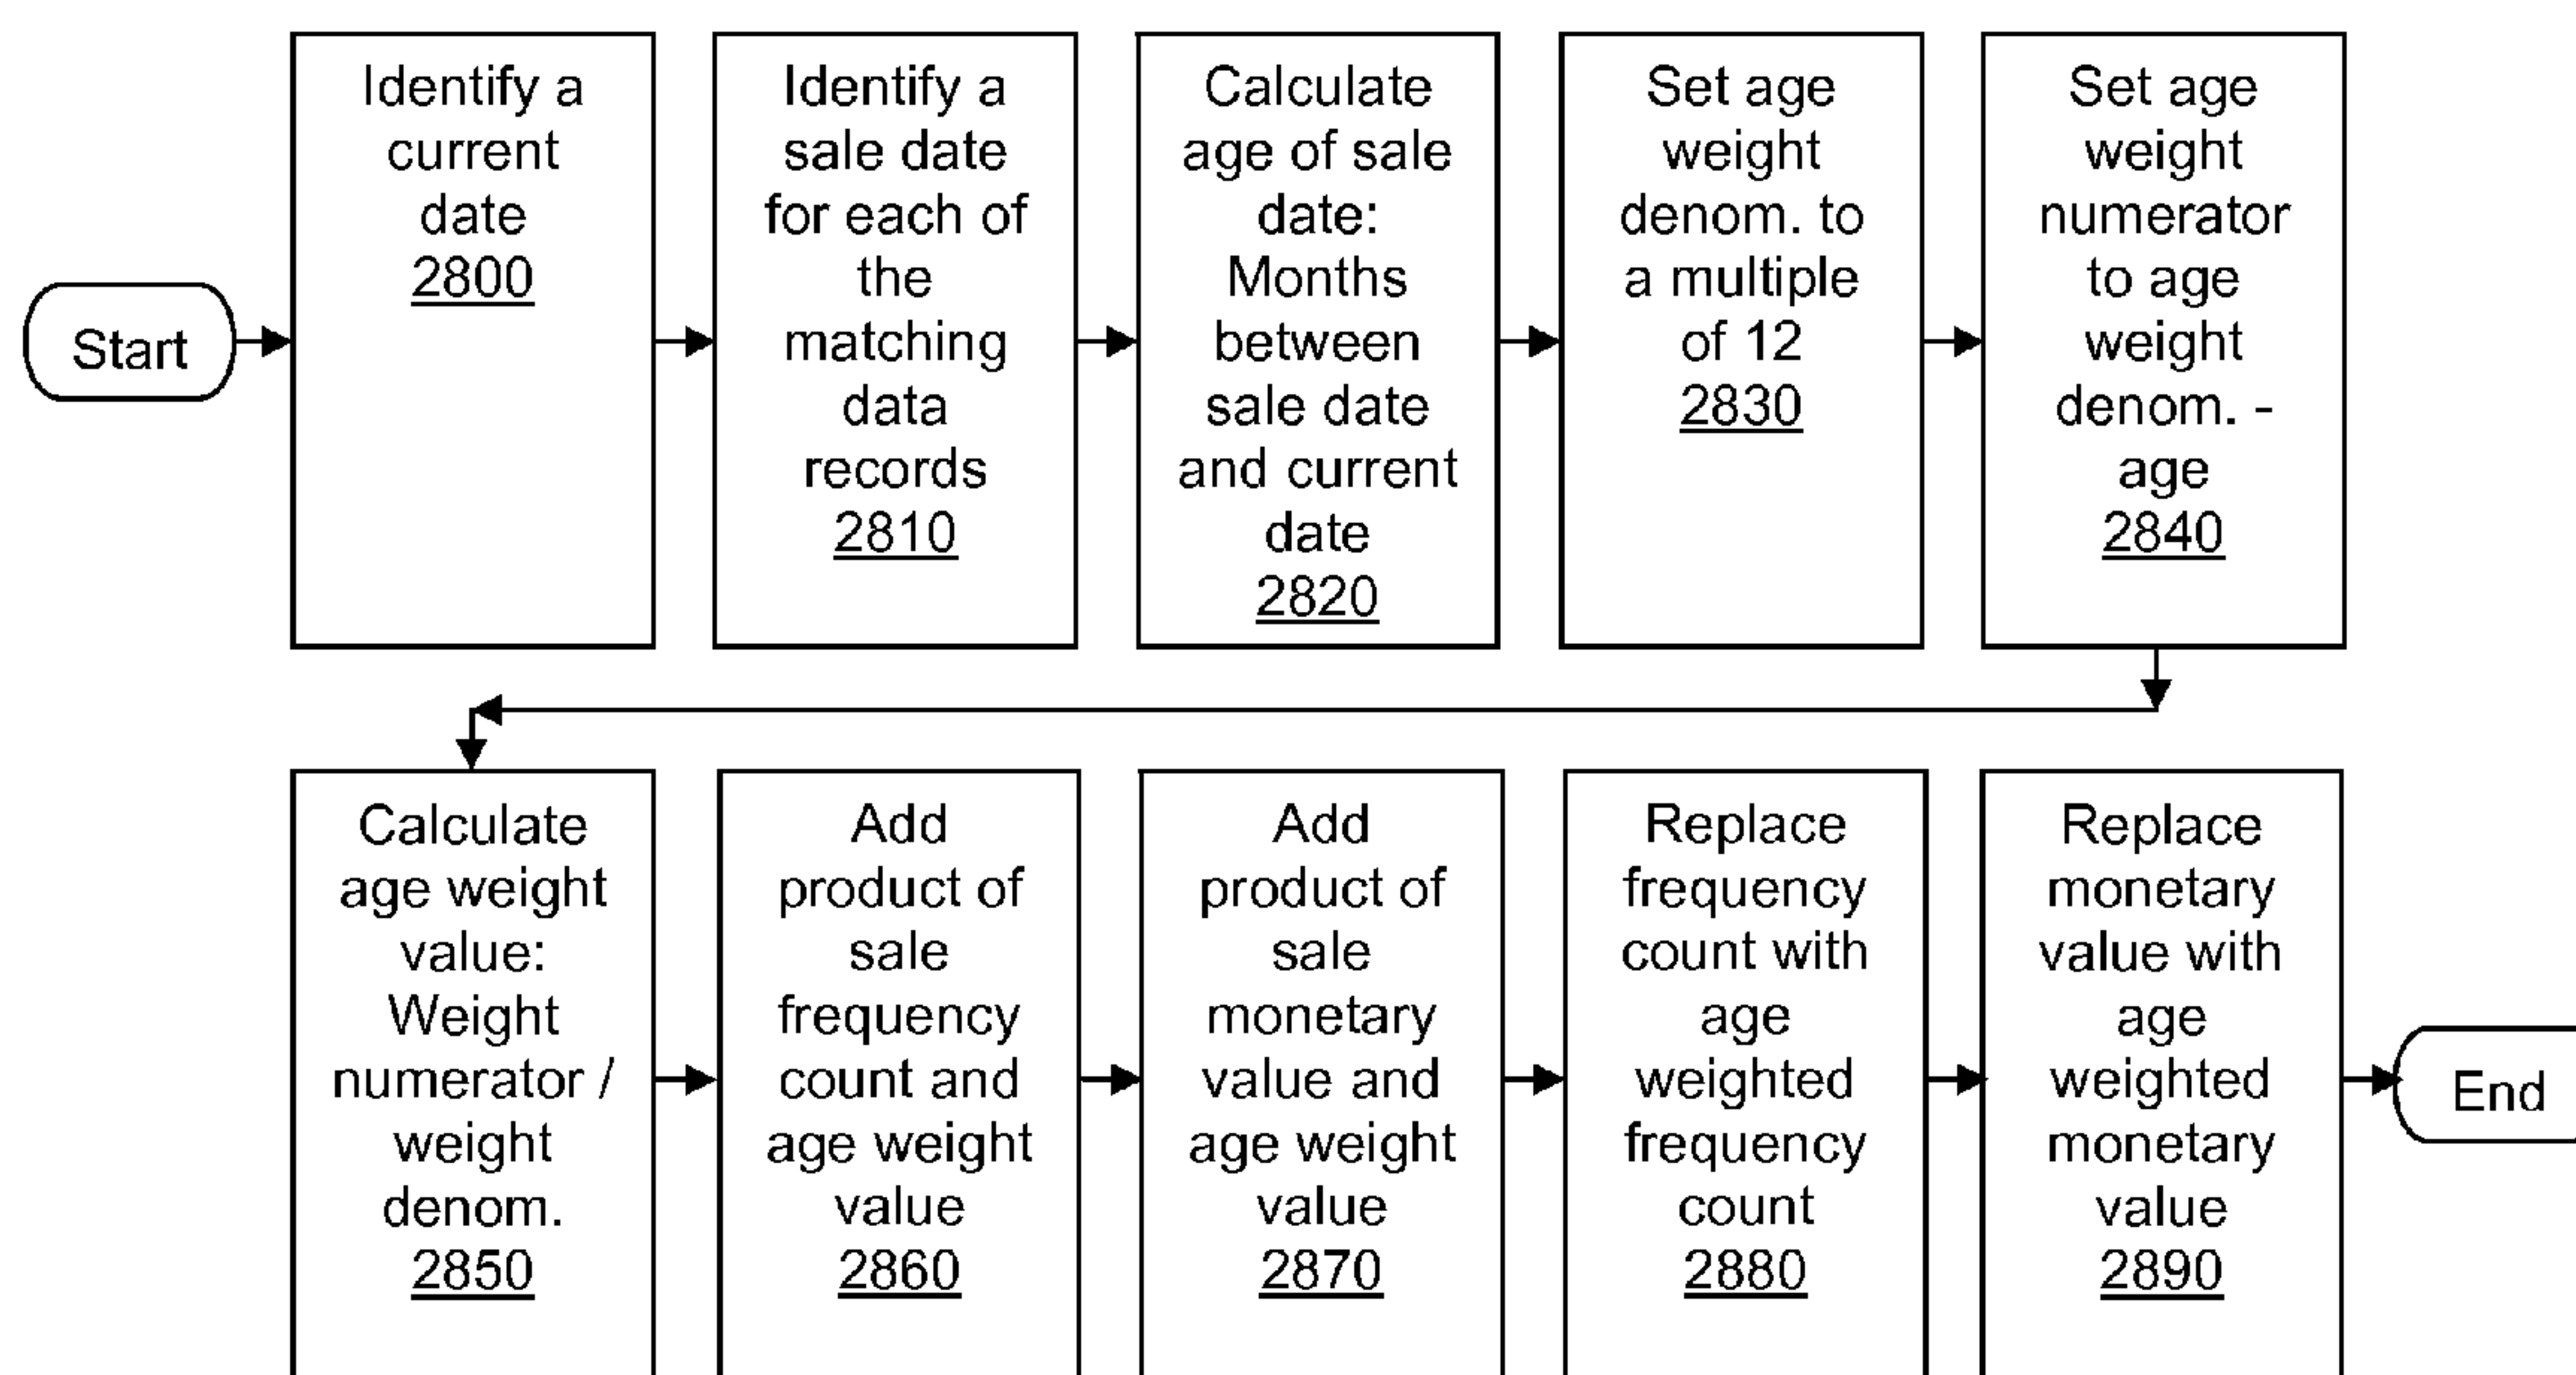 Start
Identify a
current
date
2800
Identify a
sale date
for each of
the
matching
data
records
2810
Calculate
age of sale
date:
Months
between
sale date
and current
date
2820
Set age
weight
denom. to
a multiple
of 12
2830
Set age
weight
numerator
to age
weight
denom. -
age
2840
Calculate
age weight
value:
Weight
numerator /
weight
denom.
2850
Add
product of
sale
frequency
count and
age weight
value
2860
Add
product of
sale
monetary
value and
age weight
value
2870
Replace
frequency
count with
age
weighted
frequency
count
2880
Replace
monetary
value with
age
weighted
monetary
value
2890
End